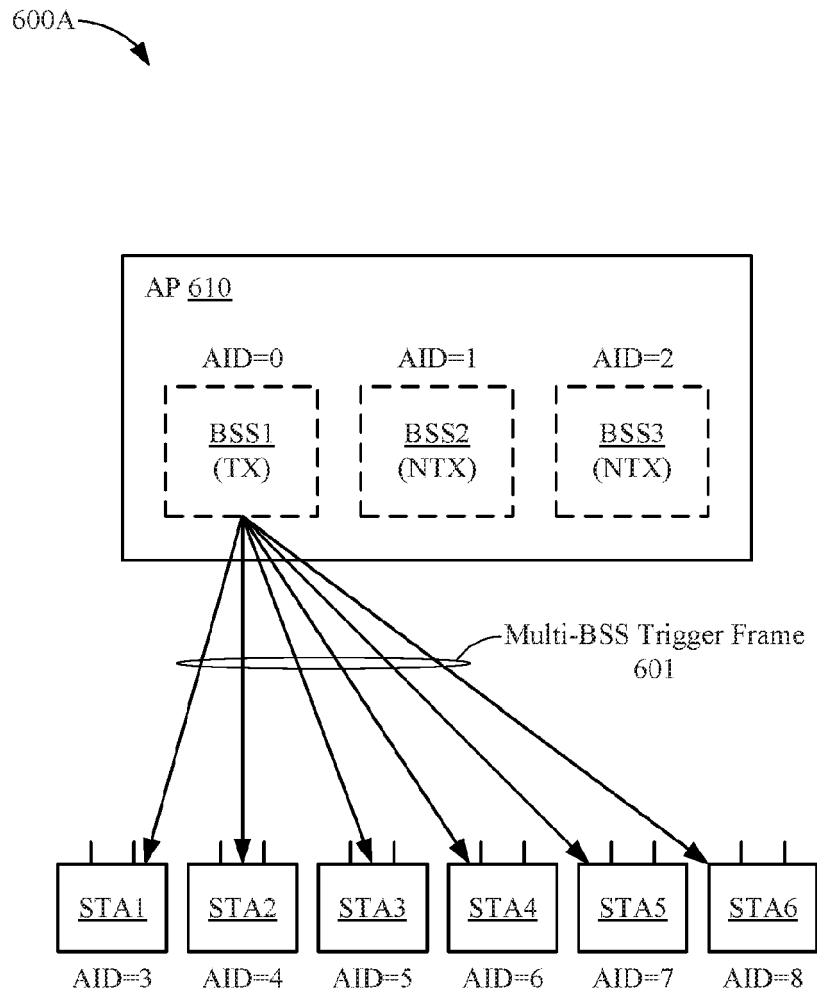 600A
AP 610
AID=0 AID=1 AID=2
BSS1 BSS2 BSS3
(TX) (NTX) (NTX)
Multi-BSS Trigger Frame
601
STA1 STA2 STA3 STA4 STA5 STA6
AID=3 AID=4 AID=5 AID=6 AID=7 AID=8